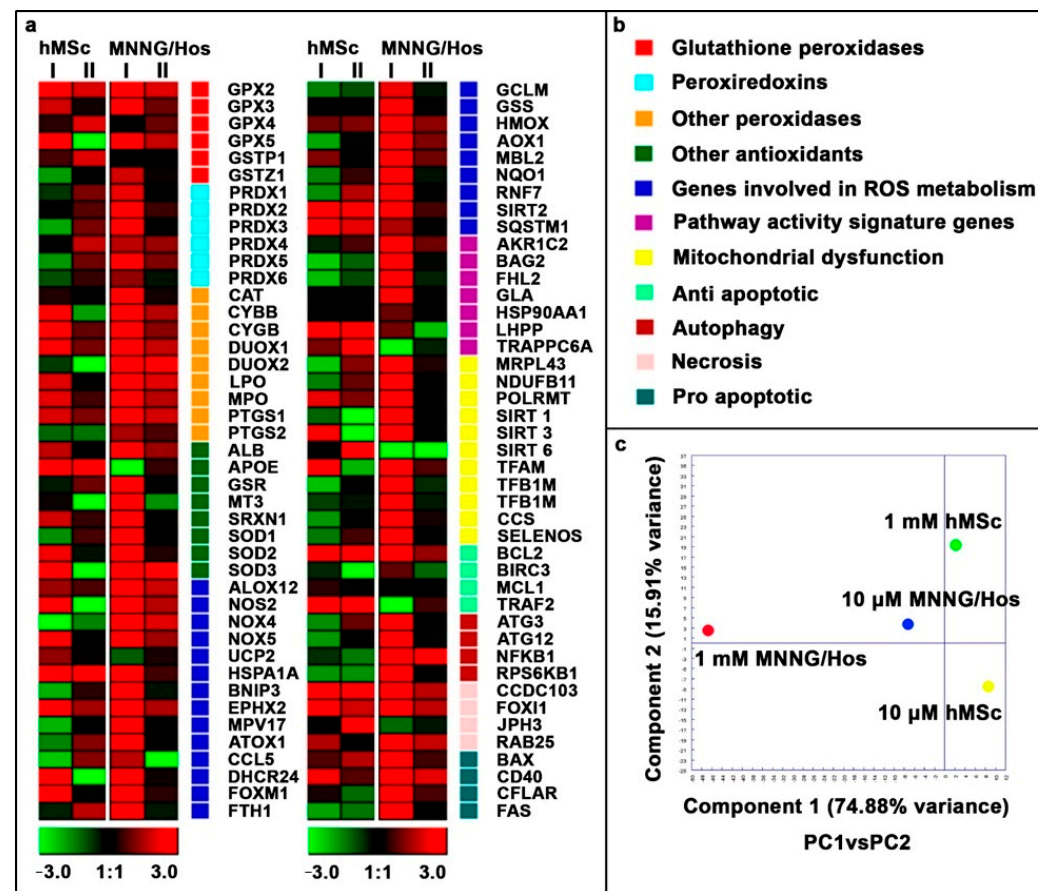 a
hMSc MNNG/Hos
I II I II
GPX2
GPX3
GPX4
GPX5
GSTP1
GSTZ1
PRDX1
PRDX2
PRDX3
PRDX4
PRDX5
PRDX6
CAT
CYBB
CYGB
DUOX1
DUOX2
LPO
MPO
PTGS1
PTGS2
ALB
APOE
GSR
MT3
SRXN1
SOD1
SOD2
SOD3
ALOX12
NOS2
NOX4
NOX5
UCP2
HSPA1A
BNIP3
EPHX2
MPV17
ATOX1
CCL5
DHCR24
FOXM1
FTH1
-3.0 1:1 3.0
hMSc MNNG/Hos
I II I II
GCLM
GSS
HMOX
AOX1
MBL2
NQO1
RNF7
SIRT2
SQSTM1
AKR1C2
BAG2
FHL2
GLA
HSP90AA1
LHPP
TRAPPC6A
MRPL43
NDUFB11
POLRMT
SIRT 1
SIRT 3
SIRT 6
TFAM
TFB1M
TFB1M
CCS
SELENOS
BCL2
BIRC3
MCL1
TRAF2
ATG3
ATG12
NFKB1
RPS6KB1
CCDC103
FOXI1
JPH3
RAB25
BAX
CD40
CFLAR
FAS
-3.0 1:1 3.0
b
Glutathione peroxidases
Peroxiredoxins
Other peroxidases
Other antioxidants
Genes involved in ROS metabolism
Pathway activity signature genes
Mitochondrial dysfunction
Anti apoptotic
Autophagy
Necrosis
Pro apoptotic
c
Component 2 (15.91% variance)
1 mM hMSc
10 µM MNNG/Hos
1 mM MNNG/Hos
10 µM hMSc
Component 1 (74.88% variance)
PC1vsPC2